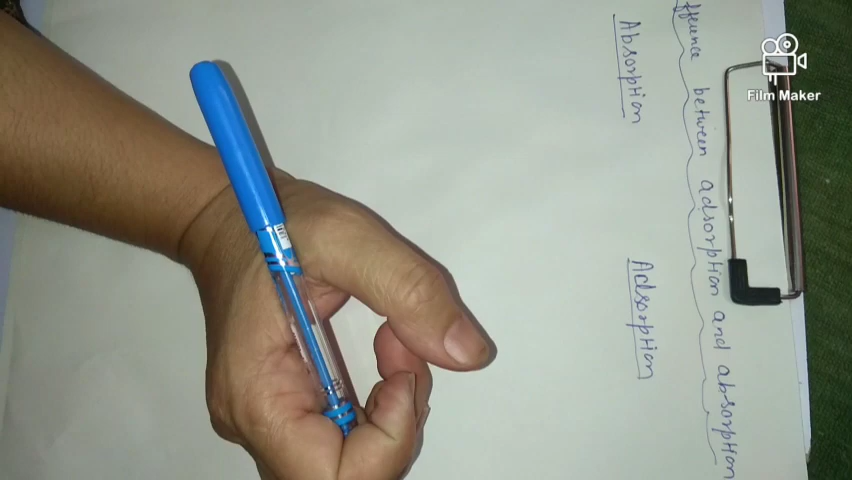 fference between adsorption and absorption
Absorption
Adsorption
Film Maker